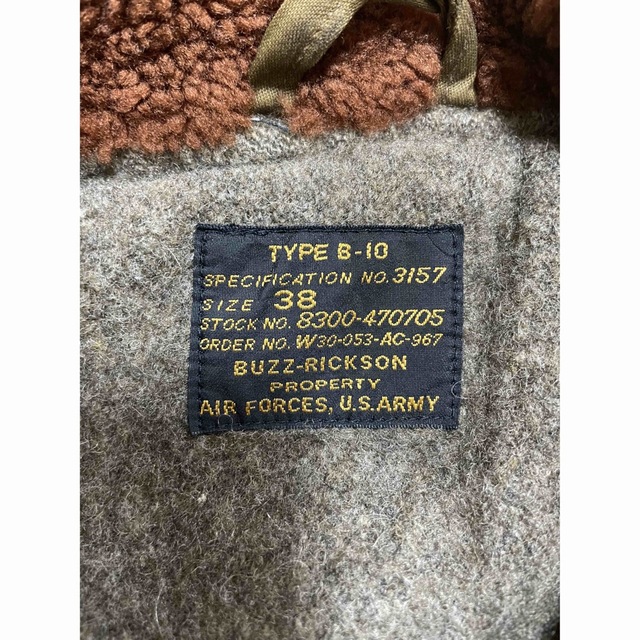 TYPE B-10
SPECIFICATION NO. 3157
SIZE 38
STOCK NO. 8300-470705
ORDER NO. W30-053-AC-967
BUZZ-RICKSON
PROPERTY
AIR FORCES, U.S. ARMY